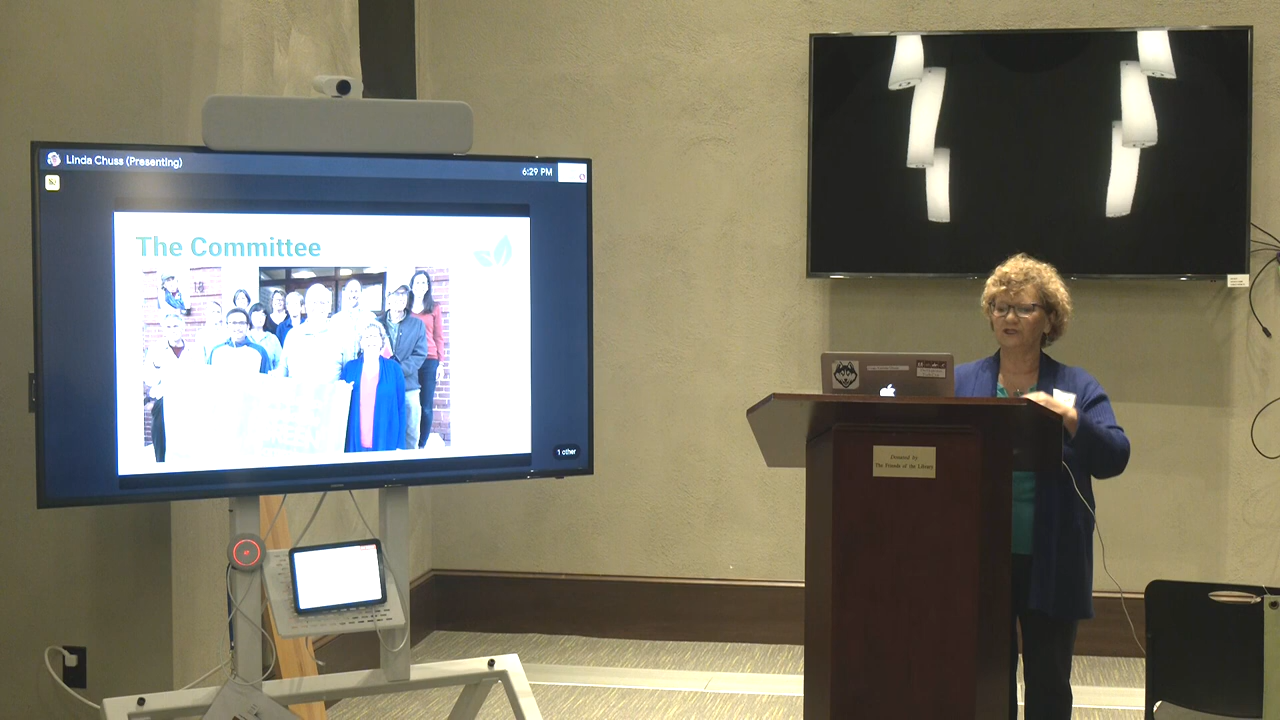 Linda Chuss (Presenting)
6:29 PM
The Committee
1 other
Donated by
The Friends of the Library